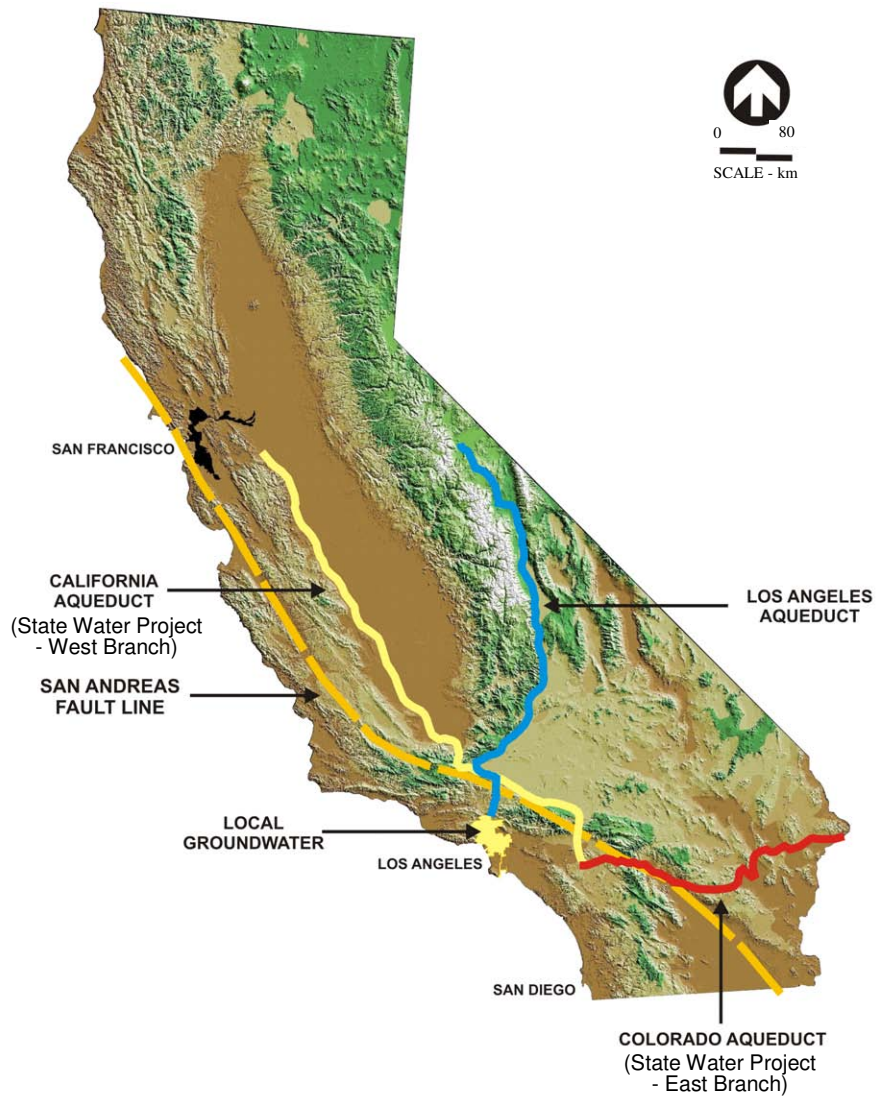 0 80
SCALE - km
SAN FRANCISCO
CALIFORNIA
AQUEDUCT
(State Water Project
- West Branch)
LOS ANGELES
AQUEDUCT
SAN ANDREAS
FAULT LINE
LOCAL
GROUNDWATER
LOS ANGELES
SAN DIEGO
COLORADO AQUEDUCT
(State Water Project
- East Branch)